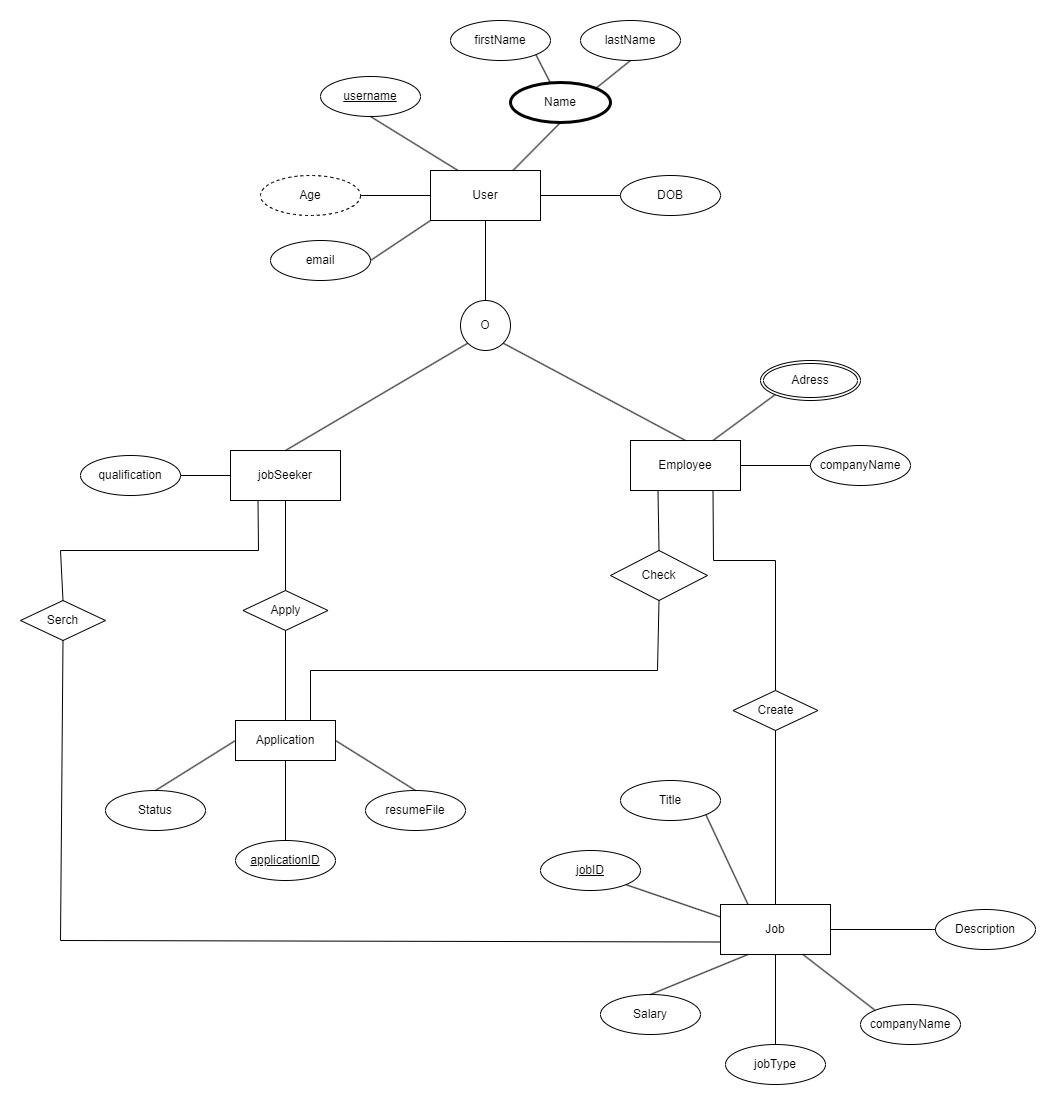 firstName
lastName
username
Name
Age
User
DOB
email
O
Adress
qualification
jobSeeker
Employee
companyName
Check
Serch
Apply
Create
Application
Status
resumeFile
Title
applicationID
jobID
Job
Description
Salary
companyName
jobType